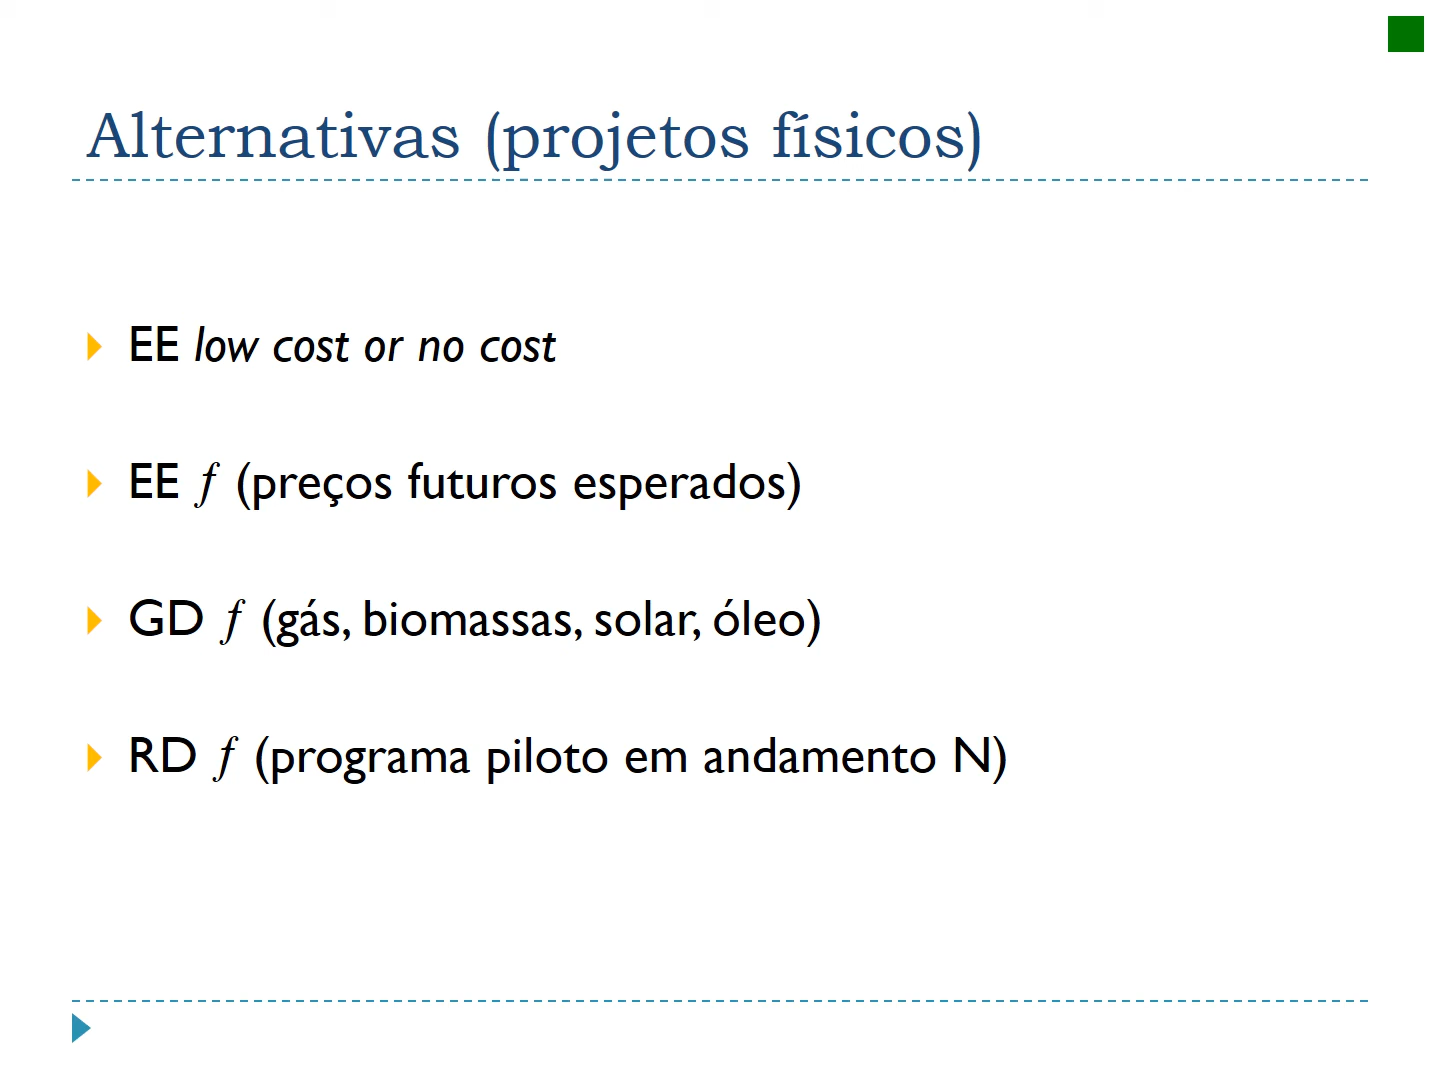 Alternativas (projetos físicos)
EE low cost or no cost
EE ƒ (preços futuros esperados)
GD ƒ (gás, biomassas, solar, óleo)
RD ƒ (programa piloto em andamento N)